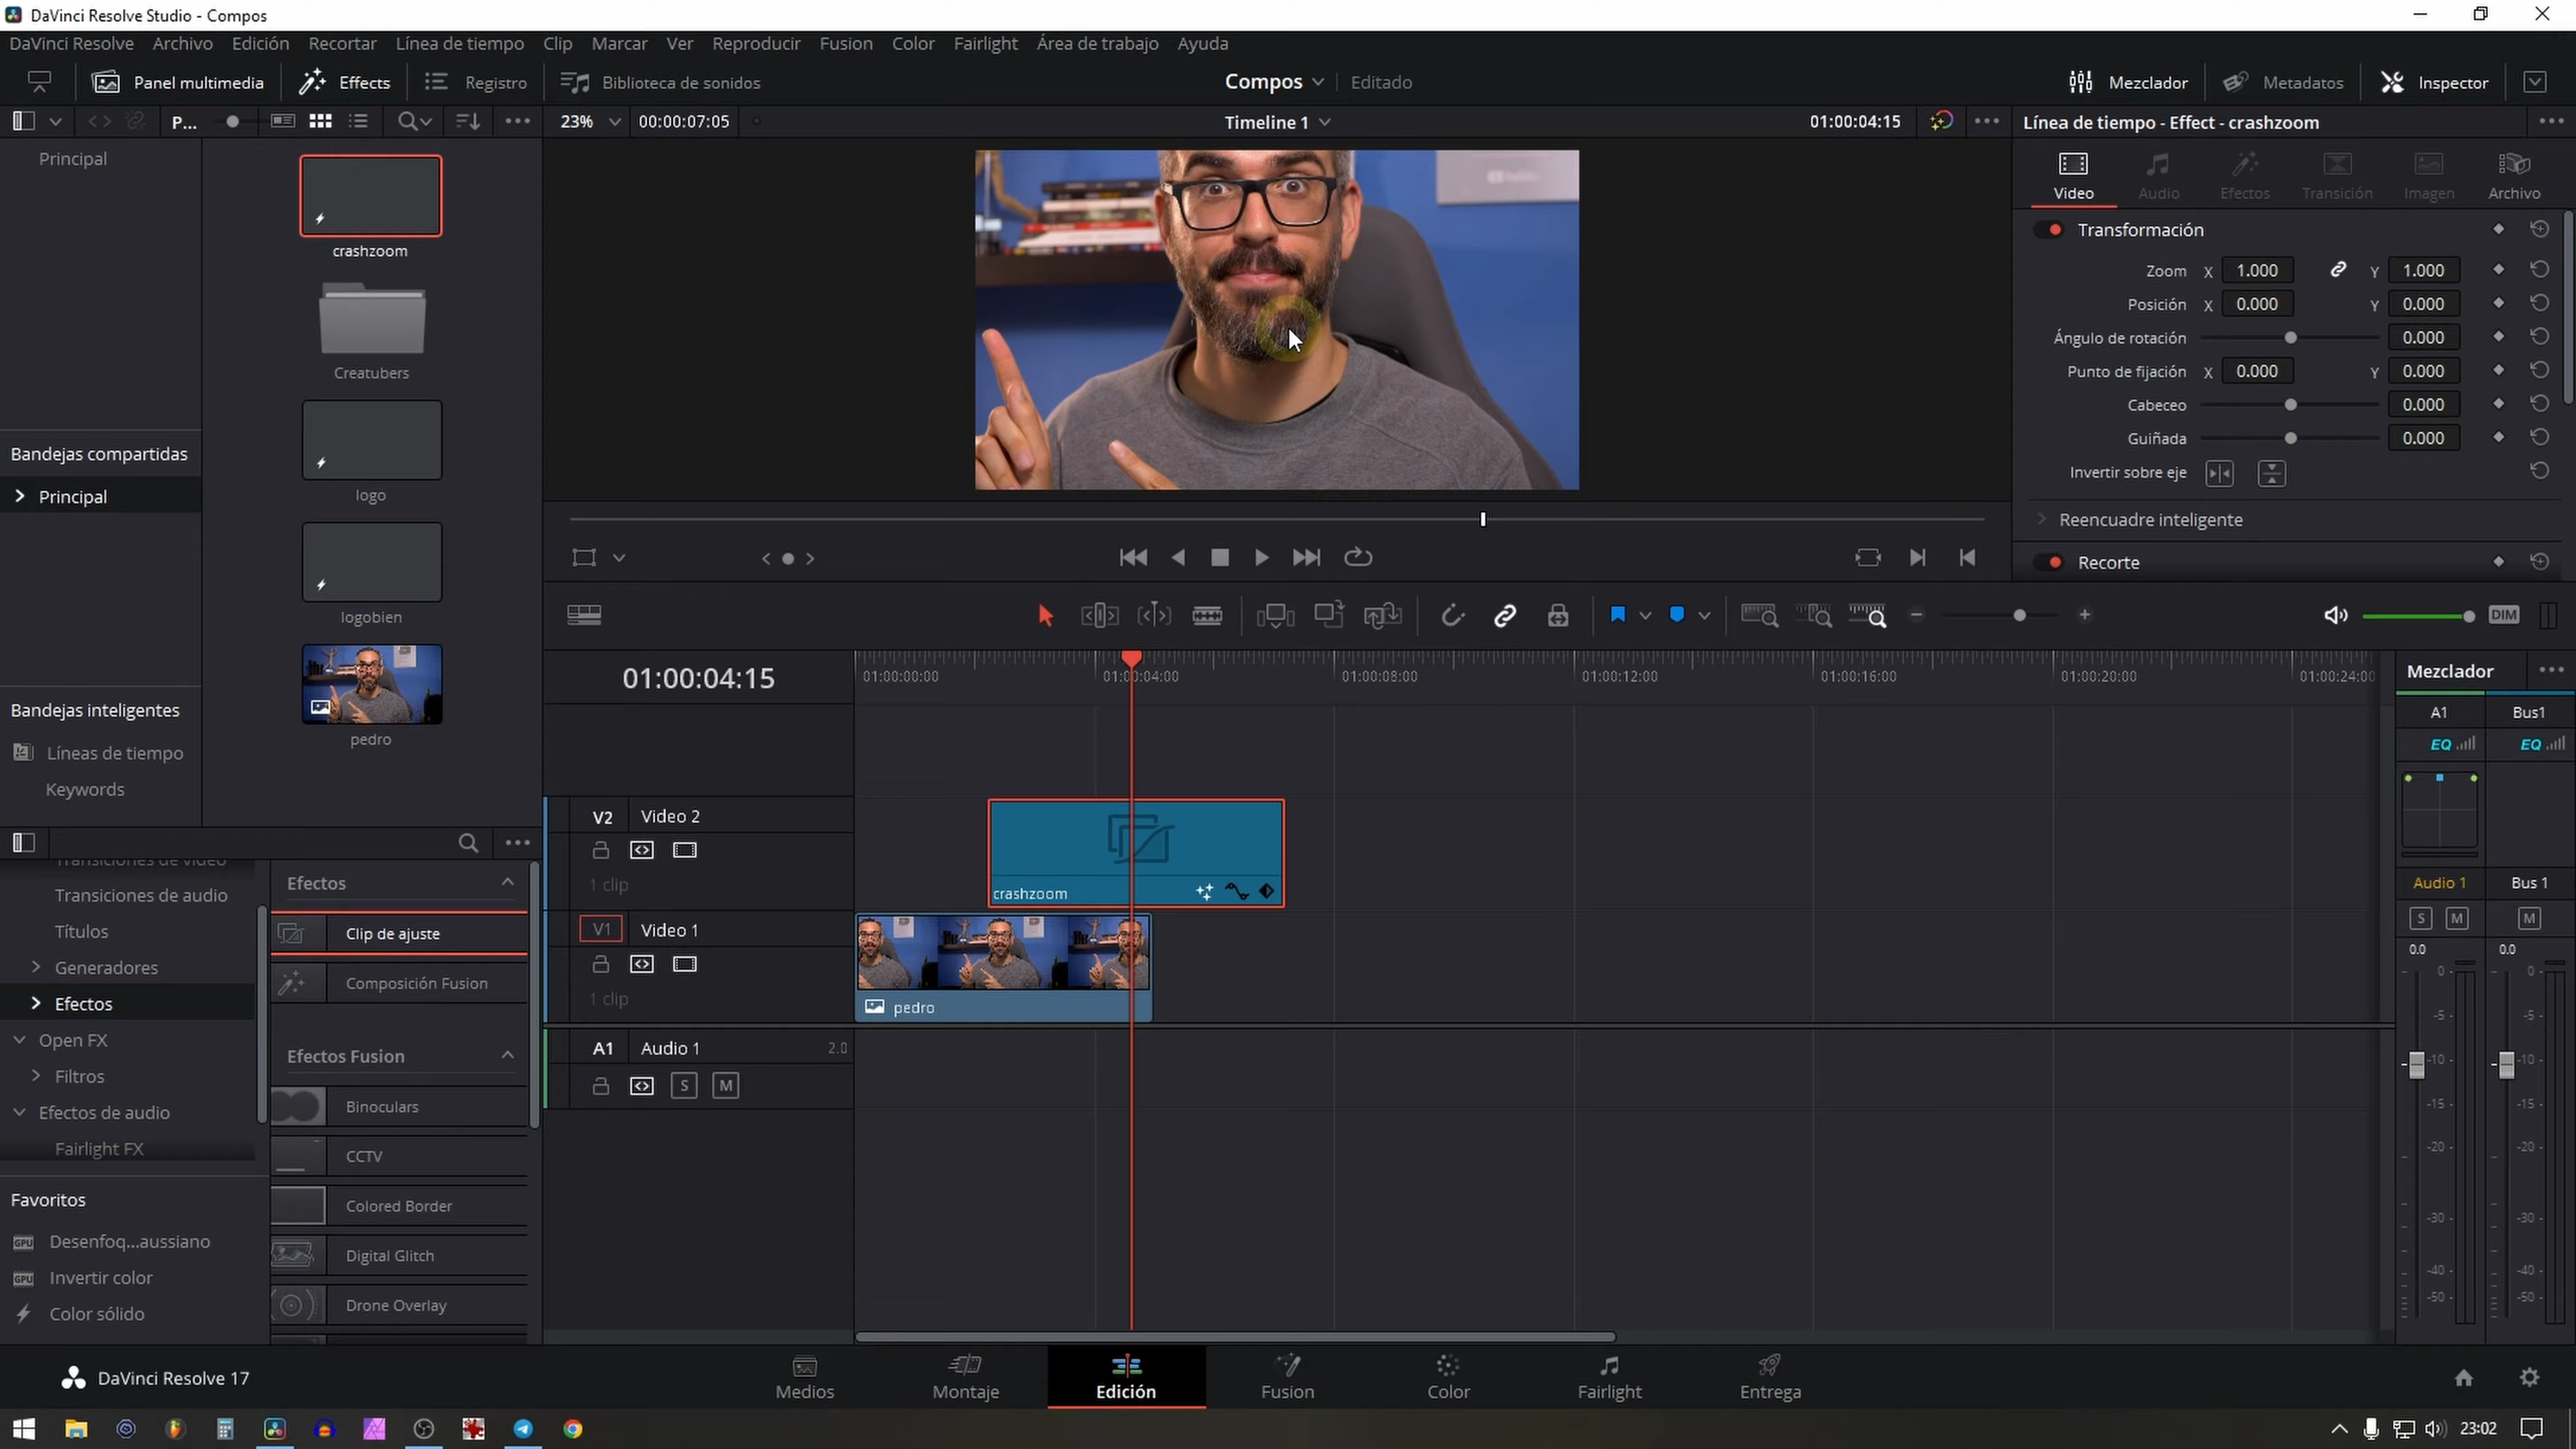 DaVinci Resolve Studio - Compos
DaVinci Resolve Archivo Edición Recortar Línea de tiempo Clip Marcar Ver Reproducir Fusion Color Fairlight Área de trabajo Ayuda
Panel multimedia Effects Registro Biblioteca de sonidos Compos Editado Mezclador Metadatos Inspector
P... 23% 00:00:07:05 Timeline 1 01:00:04:15 Línea de tiempo - Effect - crashzoom
Principal
crashzoom
Creatubers
logo
logobien
pedro
Bandejas compartidas
Principal
Bandejas inteligentes
Líneas de tiempo
Keywords
Video Audio Efectos Transición Imagen Archivo
Transformación
Zoom X 1.000 Y 1.000
Posición X 0.000 Y 0.000
Ángulo de rotación 0.000
Punto de fijación X 0.000 Y 0.000
Cabeceo 0.000
Guiñada 0.000
Invertir sobre eje
Reencuadre inteligente
Recorte
DIM
Transiciones de video
Transiciones de audio
Títulos
Generadores
Efectos
Open FX
Filtros
Efectos de audio
Fairlight FX
Favoritos
Desenfoq...aussiano
Invertir color
Color sólido
GPU
GPU
Efectos
Clip de ajuste
Composición Fusion
Efectos Fusion
Binoculars
CCTV
Colored Border
Digital Glitch
Drone Overlay
01:00:04:15
01:00:00:00 01:00:04:00 01:00:08:00 01:00:12:00 01:00:16:00 01:00:20:00 01:00:24:00
V2 Video 2
1 clip
crashzoom
V1 Video 1
1 clip
pedro
A1 Audio 1 2.0
S M
Mezclador
A1 Bus1
EQ EQ
Audio 1 Bus 1
S M M
0.0 0.0
0- 0-
-5- -5-
-10- -10-
-15- -15-
-20- -20-
-30- -30-
-40- -40-
-50- -50-
DaVinci Resolve 17
Medios Montaje Edición Fusion Color Fairlight Entrega
23:02